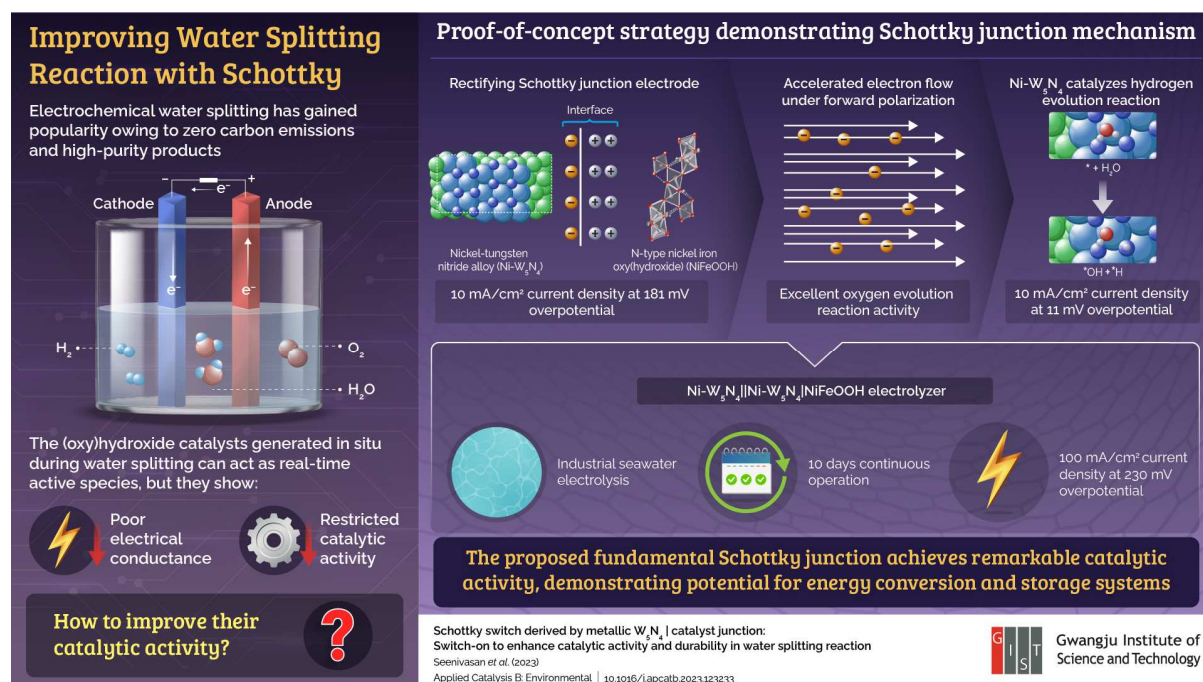 Improving Water Splitting
Reaction with Schottky
Electrochemical water splitting has gained
popularity owing to zero carbon emissions
and high-purity products
−
+
e⁻
Cathode
Anode
e⁻
e⁻
H₂
O₂
H₂O
The (oxy)hydroxide catalysts generated in situ
during water splitting can act as real-time
active species, but they show:
Poor
electrical
conductance
Restricted
catalytic
activity
How to improve their
catalytic activity?
?
Proof-of-concept strategy demonstrating Schottky junction mechanism
Rectifying Schottky junction electrode
Interface
Nickel-tungsten
nitride alloy (Ni-W₅N₄)
N-type nickel iron
oxy(hydroxide) (NiFeOOH)
10 mA/cm² current density at 181 mV
overpotential
Accelerated electron flow
under forward polarization
Excellent oxygen evolution
reaction activity
Ni-W₅N₄ catalyzes hydrogen
evolution reaction
* + H₂O
*OH + *H
10 mA/cm² current density
at 11 mV overpotential
Ni-W₅N₄||Ni-W₅N₄|NiFeOOH electrolyzer
Industrial seawater
electrolysis
10 days continuous
operation
100 mA/cm² current
density at 230 mV
overpotential
The proposed fundamental Schottky junction achieves remarkable catalytic
activity, demonstrating potential for energy conversion and storage systems
Schottky switch derived by metallic W₅N₄ | catalyst junction:
Switch-on to enhance catalytic activity and durability in water splitting reaction
Seenivasan et al. (2023)
Applied Catalysis B: Environmental | 10.1016/j.apcatb.2023.123233
GIST
Gwangju Institute of
Science and Technology